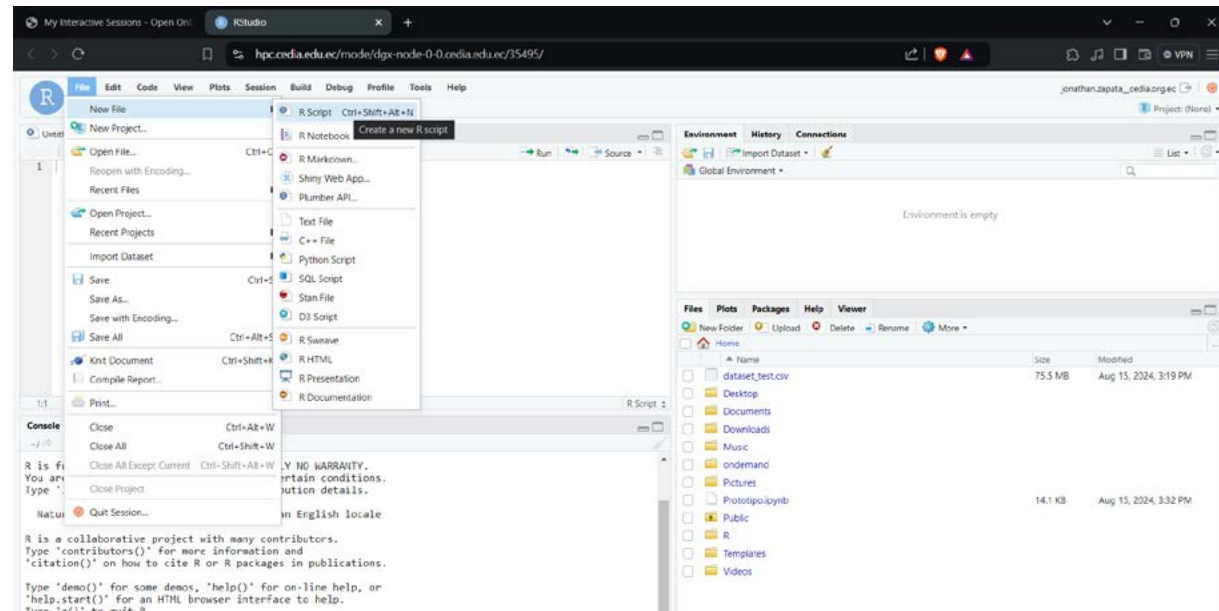 My Interactive Sessions - Open On
RStudio
hpc.cedia.edu.ec/rnode/dgx-node-0-0.cedia.edu.ec/35495/
VPN
File Edit Code View Plots Session Build Debug Profile Tools Help
jonathan.zapata_cedia.org.ec
Project: (None)
New File
New Project...
Open File...
Reopen with Encoding...
Recent Files
Open Project...
Recent Projects
Import Dataset
Save
Save As...
Save with Encoding...
Save All
Knit Document
Compile Report...
Print...
Close Ctrl+Alt+W
Close All Ctrl+Shift+W
Close All Except Current Ctrl+Shift+Alt+W
Close Project
Quit Session...
R Script Ctrl+Shift+Alt+N
Create a new R script
R Notebook
R Markdown...
Shiny Web App...
Plumber API...
Text File
C++ File
Python Script
SQL Script
Stan File
D3 Script
R Sweave
R HTML
R Presentation
R Documentation
Run Source
1
1:1
R Script
Console
R is f
LY NO WARRANTY.
You are
ertain conditions.
Type '
bution details.
Natu
an English locale
R is a collaborative project with many contributors.
Type 'contributors()' for more information and
'citation()' on how to cite R or R packages in publications.
Type 'demo()' for some demos, 'help()' for on-line help, or
'help.start()' for an HTML browser interface to help.
Environment History Connections
Import Dataset
List
Global Environment
Environment is empty
Files Plots Packages Help Viewer
New Folder Upload Delete Rename More
Home
Name Size Modified
dataset_test.csv 75.5 MB Aug 15, 2024, 3:19 PM
Desktop
Documents
Downloads
Music
ondemand
Pictures
Prototipo.ipynb 14.1 KB Aug 15, 2024, 3:32 PM
Public
R
Templates
Videos